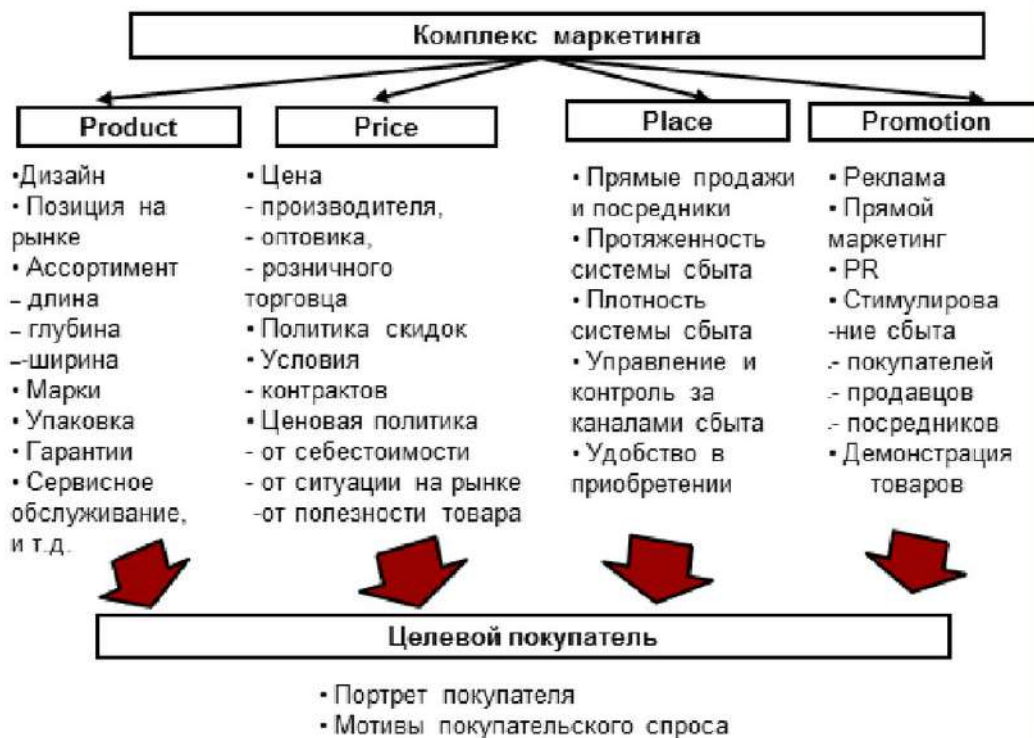 Комплекс маркетинга
Product
•Дизайн
• Позиция на
рынке
• Ассортимент
– длина
– глубина
–-ширина
• Марки
• Упаковка
• Гарантии
• Сервисное
обслуживание,
и т.д.
Price
• Цена
- производителя,
- оптовика,
- розничного
торговца
• Политика скидок
• Условия
- контрактов
• Ценовая политика
- от себестоимости
- от ситуации на рынке
-от полезности товара
Place
• Прямые продажи
и посредники
• Протяженность
системы сбыта
• Плотность
системы сбыта
• Управление и
контроль за
каналами сбыта
• Удобство в
приобретении
Promotion
• Реклама
• Прямой
маркетинг
• PR
• Стимулирова
-ние сбыта
.- покупателей
.- продавцов
.- посредников
• Демонстрация
товаров
Целевой покупатель
• Портрет покупателя
• Мотивы покупательского спроса